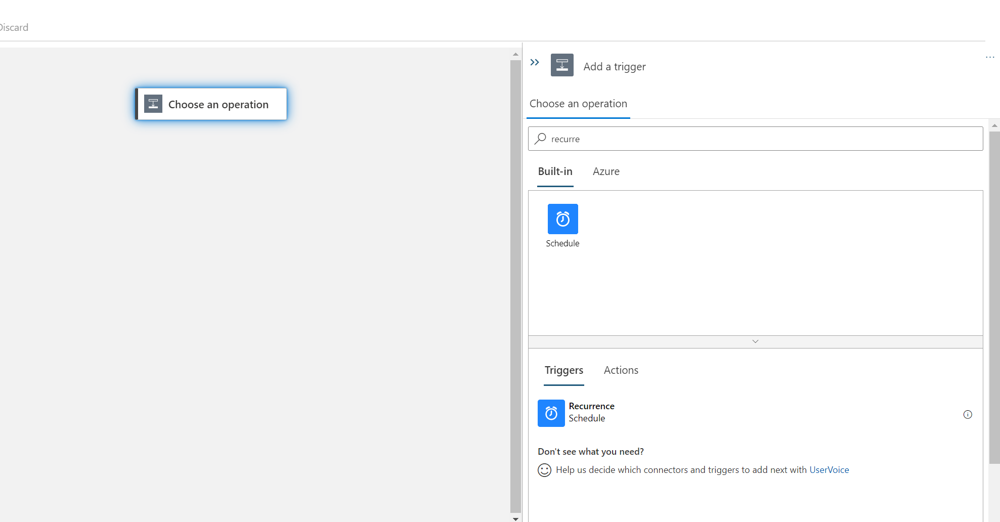 Discard
Choose an operation
Add a trigger
...
Choose an operation
recurre
Built-in
Azure
Schedule
Triggers
Actions
Recurrence
Schedule
Don't see what you need?
Help us decide which connectors and triggers to add next with UserVoice